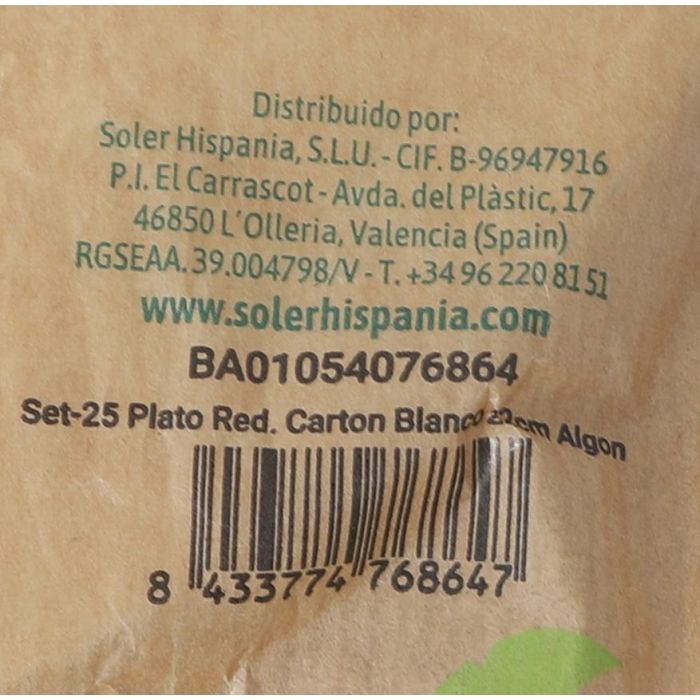 Distribuido por:
Soler Hispania, S.L.U. - CIF. B-96947916
P.I. El Carrascot - Avda. del Plàstic, 17
46850 L´Olleria, Valencia (Spain)
RGSEAA. 39.004798/V - T. +34 96 220 81 51
www.solerhispania.com
BA01054076864
Set-25 Plato Red. Carton Blanco 22cm Algon
8 433774 768647